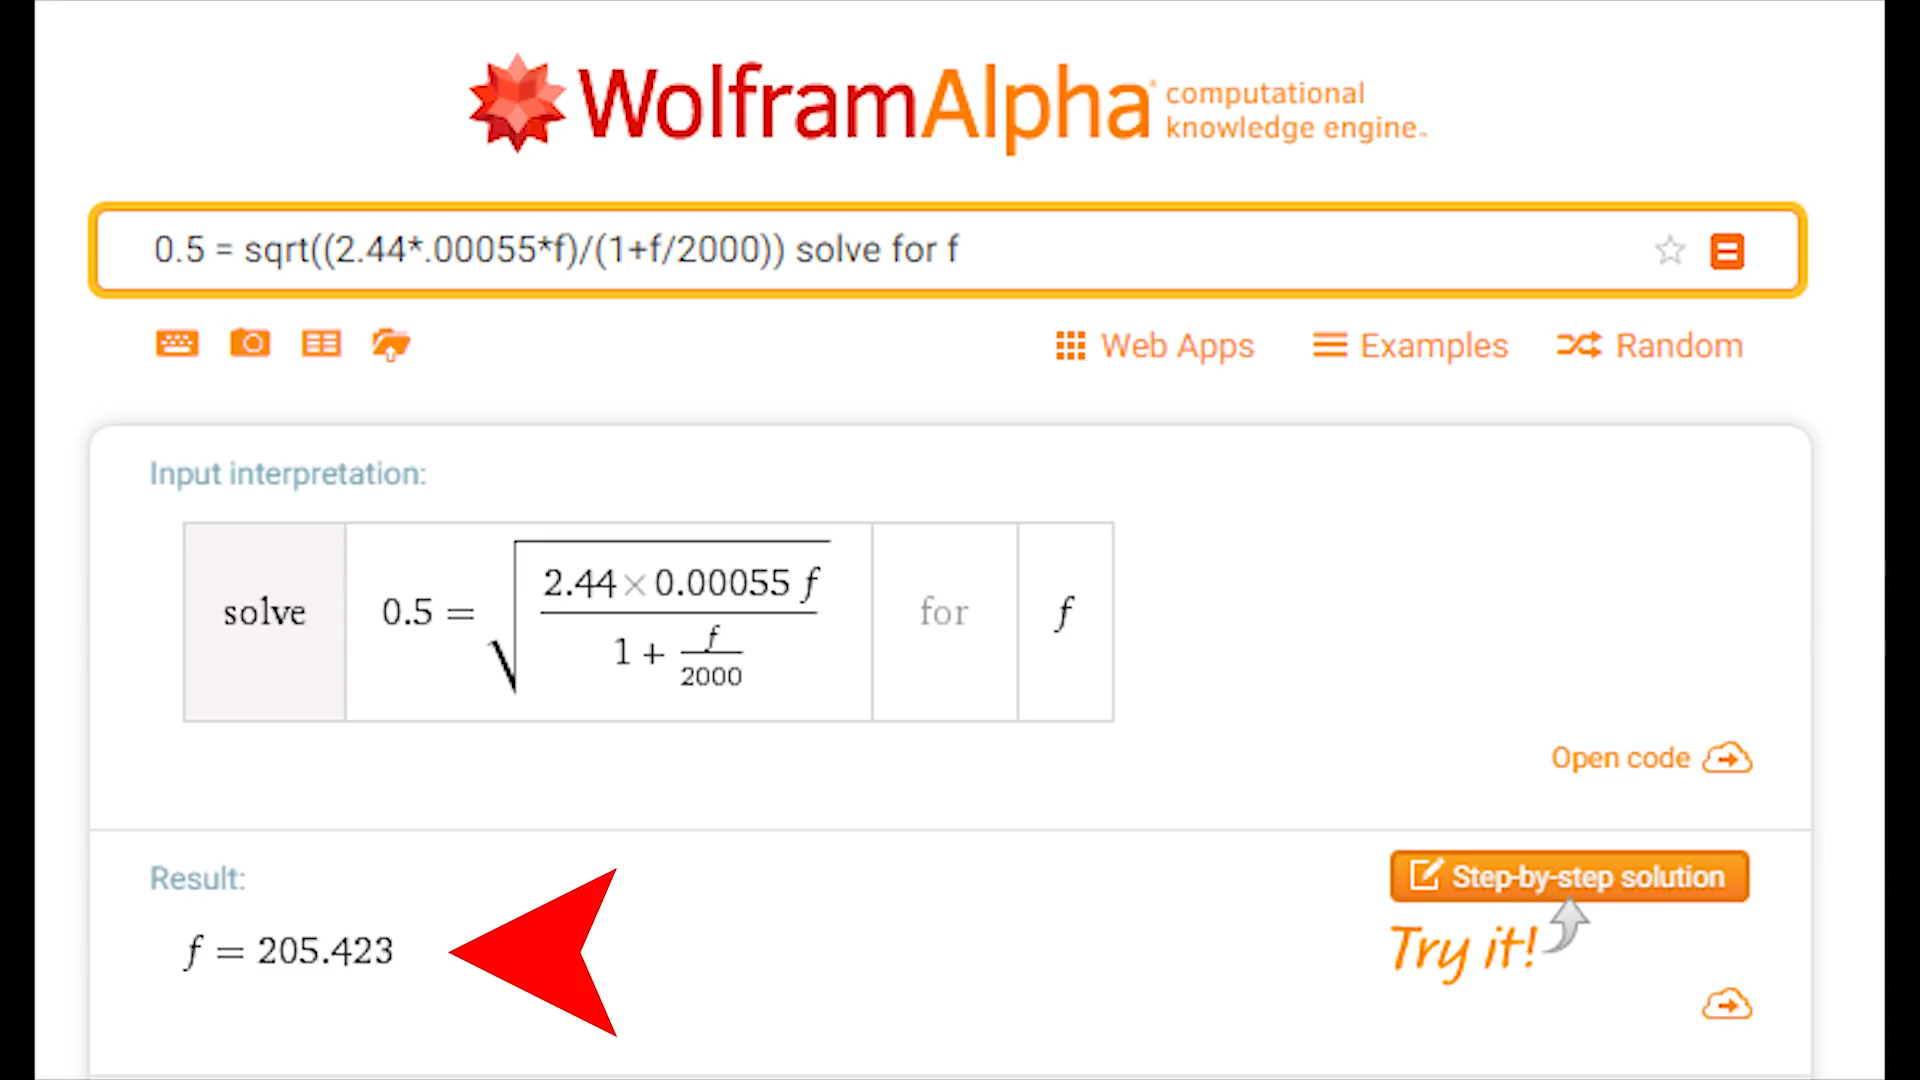 WolframAlpha computational
knowledge engine™
0.5 = sqrt((2.44*.00055*f)/(1+f/2000)) solve for f
Web Apps Examples Random
Input interpretation:
solve 0.5 = √((2.44×0.00055 f)/(1 + f/2000)) for f
Open code
Result:
Step-by-step solution
f = 205.423
Try it!